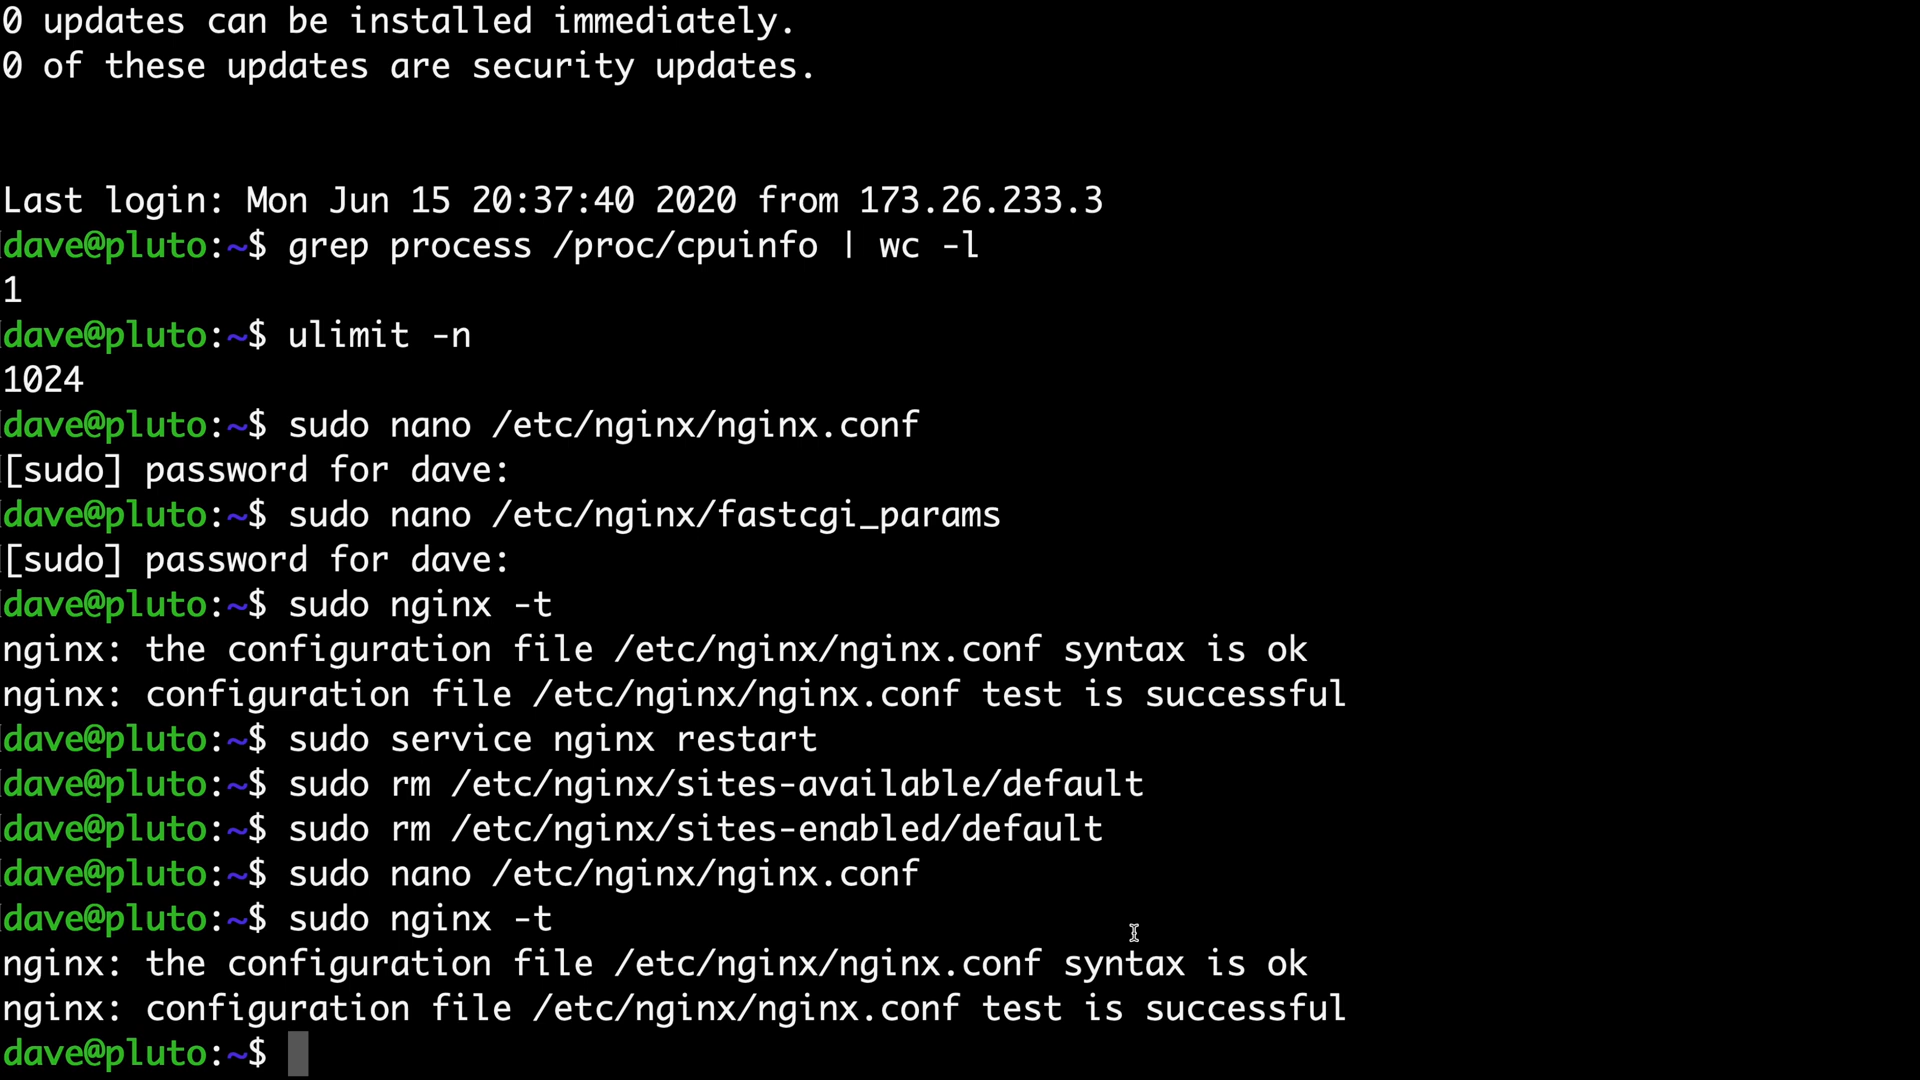 0 updates can be installed immediately.
0 of these updates are security updates.
Last login: Mon Jun 15 20:37:40 2020 from 173.26.233.3
dave@pluto:~$ grep process /proc/cpuinfo | wc -l
1
dave@pluto:~$ ulimit -n
1024
dave@pluto:~$ sudo nano /etc/nginx/nginx.conf
[sudo] password for dave:
dave@pluto:~$ sudo nano /etc/nginx/fastcgi_params
[sudo] password for dave:
dave@pluto:~$ sudo nginx -t
nginx: the configuration file /etc/nginx/nginx.conf syntax is ok
nginx: configuration file /etc/nginx/nginx.conf test is successful
dave@pluto:~$ sudo service nginx restart
dave@pluto:~$ sudo rm /etc/nginx/sites-available/default
dave@pluto:~$ sudo rm /etc/nginx/sites-enabled/default
dave@pluto:~$ sudo nano /etc/nginx/nginx.conf
dave@pluto:~$ sudo nginx -t
nginx: the configuration file /etc/nginx/nginx.conf syntax is ok
nginx: configuration file /etc/nginx/nginx.conf test is successful
dave@pluto:~$